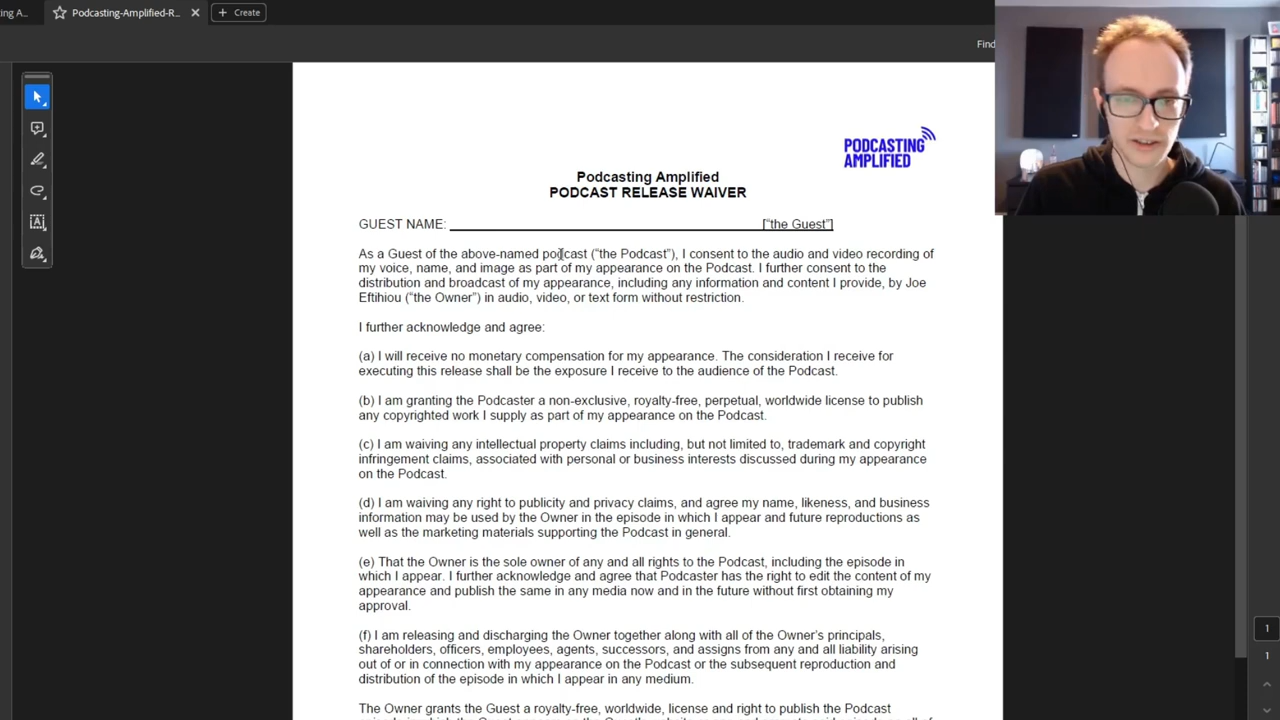 ing A...
Podcasting-Amplified-R...
Create
Find
PODCASTING
AMPLIFIED
Podcasting Amplified
PODCAST RELEASE WAIVER
GUEST NAME: ["the Guest"]
As a Guest of the above-named podcast (“the Podcast”), I consent to the audio and video recording of
my voice, name, and image as part of my appearance on the Podcast. I further consent to the
distribution and broadcast of my appearance, including any information and content I provide, by Joe
Eftihiou (“the Owner”) in audio, video, or text form without restriction.
I further acknowledge and agree:
(a) I will receive no monetary compensation for my appearance. The consideration I receive for
executing this release shall be the exposure I receive to the audience of the Podcast.
(b) I am granting the Podcaster a non-exclusive, royalty-free, perpetual, worldwide license to publish
any copyrighted work I supply as part of my appearance on the Podcast.
(c) I am waiving any intellectual property claims including, but not limited to, trademark and copyright
infringement claims, associated with personal or business interests discussed during my appearance
on the Podcast.
(d) I am waiving any right to publicity and privacy claims, and agree my name, likeness, and business
information may be used by the Owner in the episode in which I appear and future reproductions as
well as the marketing materials supporting the Podcast in general.
(e) That the Owner is the sole owner of any and all rights to the Podcast, including the episode in
which I appear. I further acknowledge and agree that Podcaster has the right to edit the content of my
appearance and publish the same in any media now and in the future without first obtaining my
approval.
(f) I am releasing and discharging the Owner together along with all of the Owner’s principals,
shareholders, officers, employees, agents, successors, and assigns from any and all liability arising
out of or in connection with my appearance on the Podcast or the subsequent reproduction and
distribution of the episode in which I appear in any medium.
The Owner grants the Guest a royalty-free, worldwide, license and right to publish the Podcast
1
1